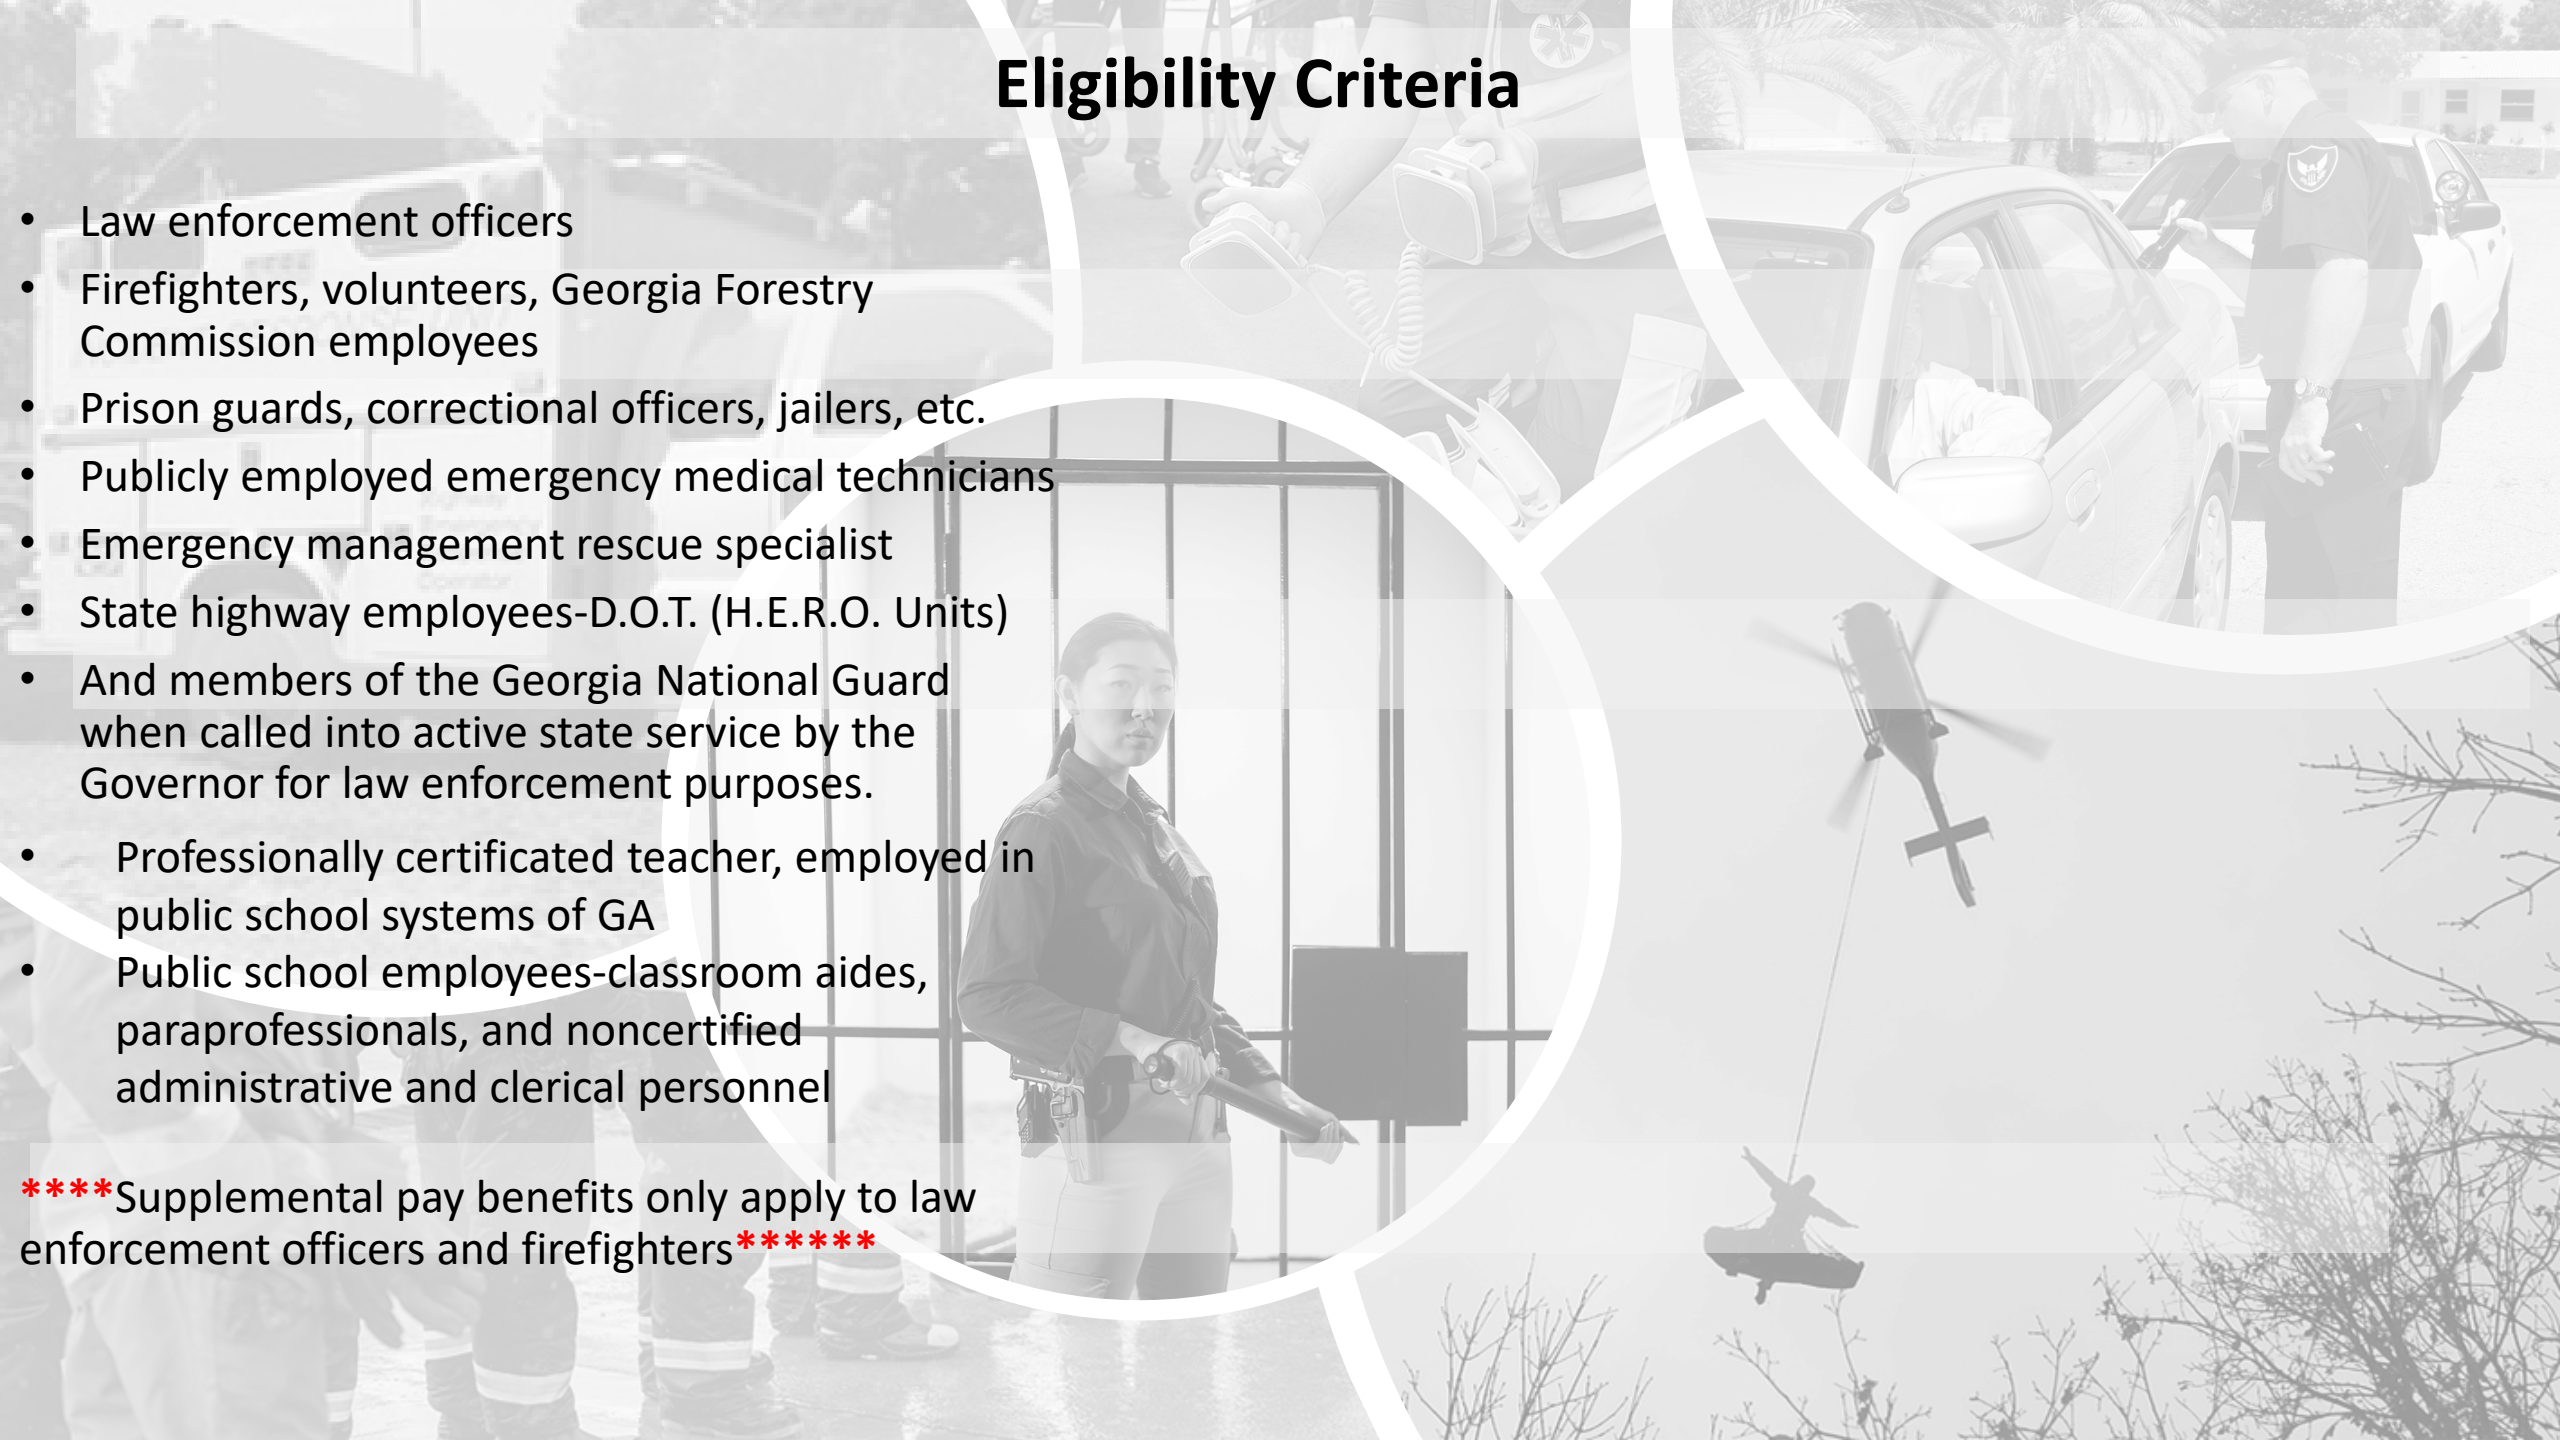 Eligibility Criteria
• Law enforcement officers
• Firefighters, volunteers, Georgia Forestry
Commission employees
• Prison guards, correctional officers, jailers, etc.
• Publicly employed emergency medical technicians
• Emergency management rescue specialist
• State highway employees-D.O.T. (H.E.R.O. Units)
• And members of the Georgia National Guard
when called into active state service by the
Governor for law enforcement purposes.
• Professionally certificated teacher, employed in
public school systems of GA
• Public school employees-classroom aides,
paraprofessionals, and noncertified
administrative and clerical personnel
****Supplemental pay benefits only apply to law
enforcement officers and firefighters******